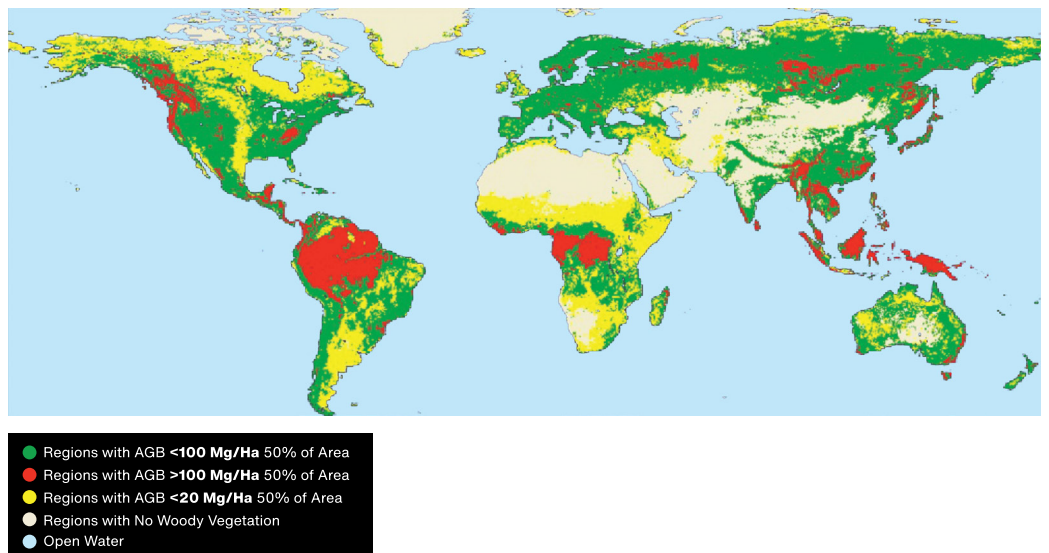 Regions with AGB <100 Mg/Ha 50% of Area
Regions with AGB >100 Mg/Ha 50% of Area
Regions with AGB <20 Mg/Ha 50% of Area
Regions with No Woody Vegetation
Open Water